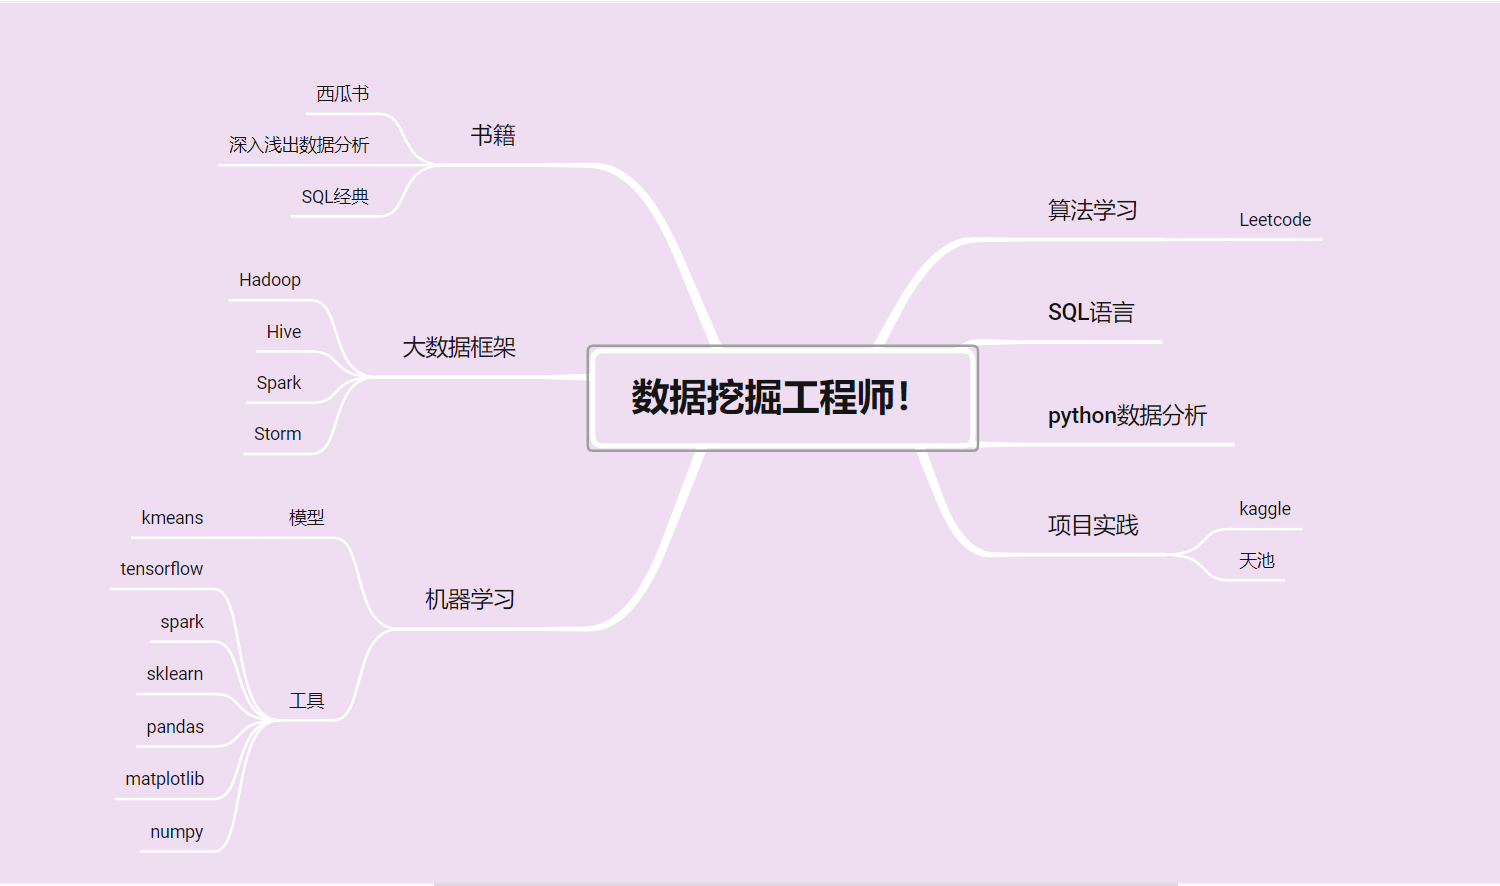 数据挖掘工程师！
算法学习
Leetcode
SQL语言
python数据分析
项目实践
kaggle
天池
书籍
西瓜书
深入浅出数据分析
SQL经典
大数据框架
Hadoop
Hive
Spark
Storm
机器学习
模型
kmeans
工具
tensorflow
spark
sklearn
pandas
matplotlib
numpy